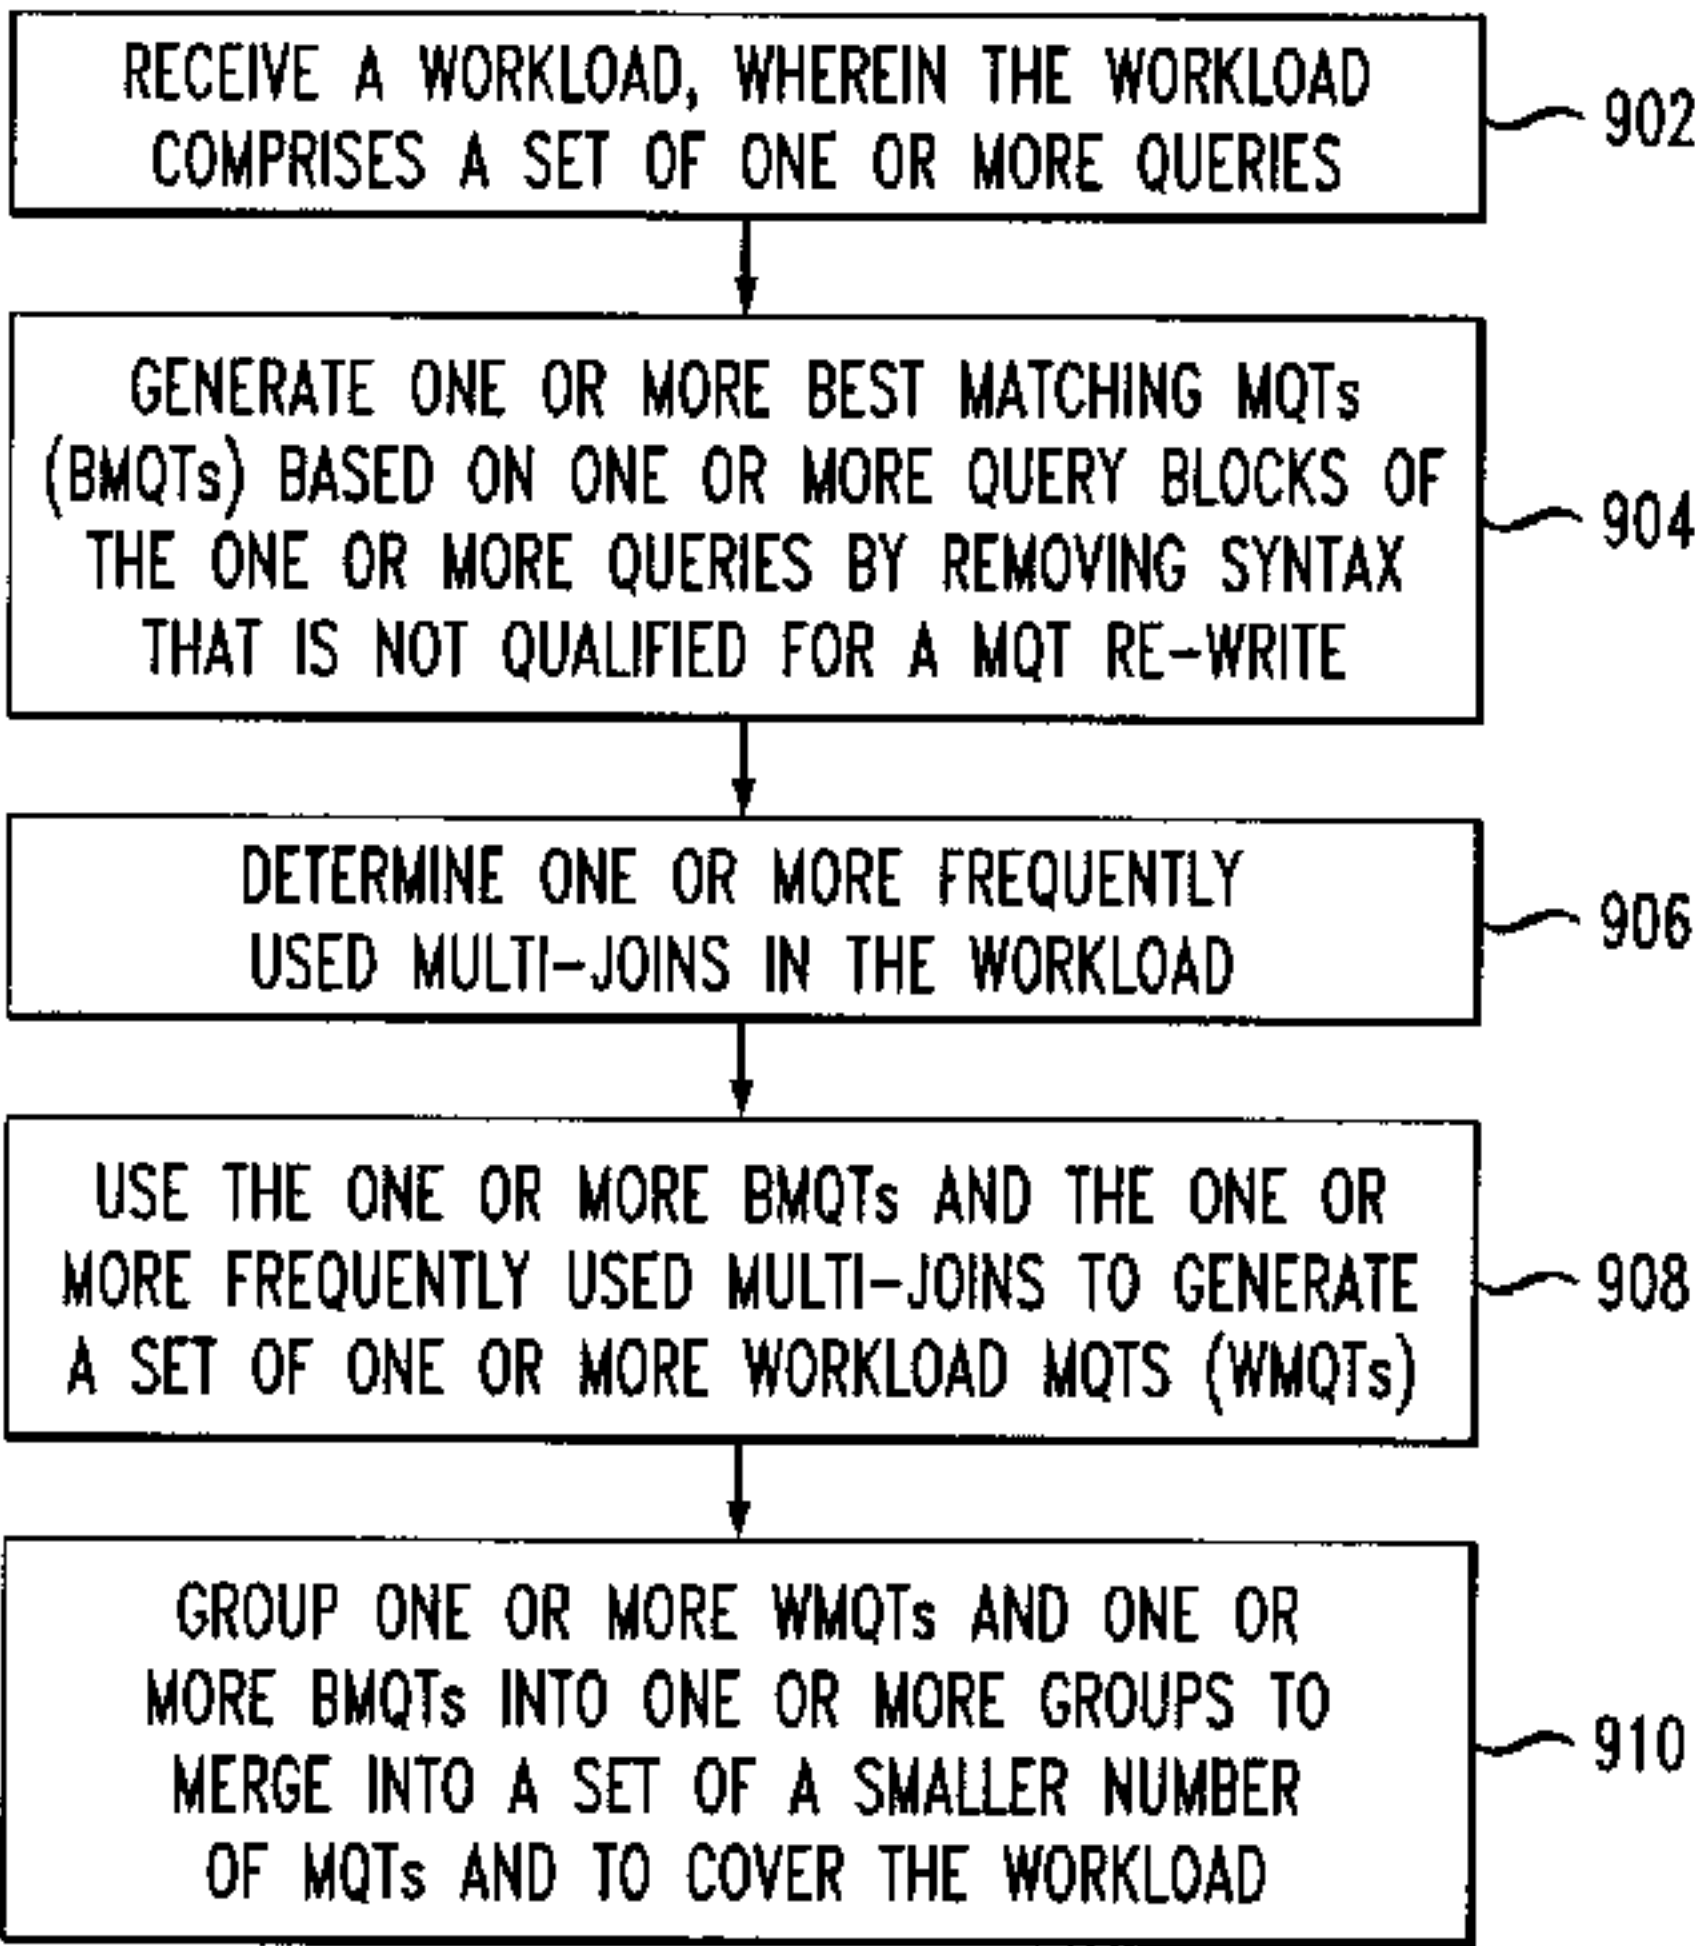 RECEIVE A WORKLOAD, WHEREIN THE WORKLOAD
COMPRISES A SET OF ONE OR MORE QUERIES
902
GENERATE ONE OR MORE BEST MATCHING MQTs
(BMQTs) BASED ON ONE OR MORE QUERY BLOCKS OF
THE ONE OR MORE QUERIES BY REMOVING SYNTAX
THAT IS NOT QUALIFIED FOR A MQT RE-WRITE
904
DETERMINE ONE OR MORE FREQUENTLY
USED MULTI-JOINS IN THE WORKLOAD
906
USE THE ONE OR MORE BMQTs AND THE ONE OR
MORE FREQUENTLY USED MULTI-JOINS TO GENERATE
A SET OF ONE OR MORE WORKLOAD MQTS (WMQTs)
908
GROUP ONE OR MORE WMQTs AND ONE OR
MORE BMQTs INTO ONE OR MORE GROUPS TO
MERGE INTO A SET OF A SMALLER NUMBER
OF MQTs AND TO COVER THE WORKLOAD
910